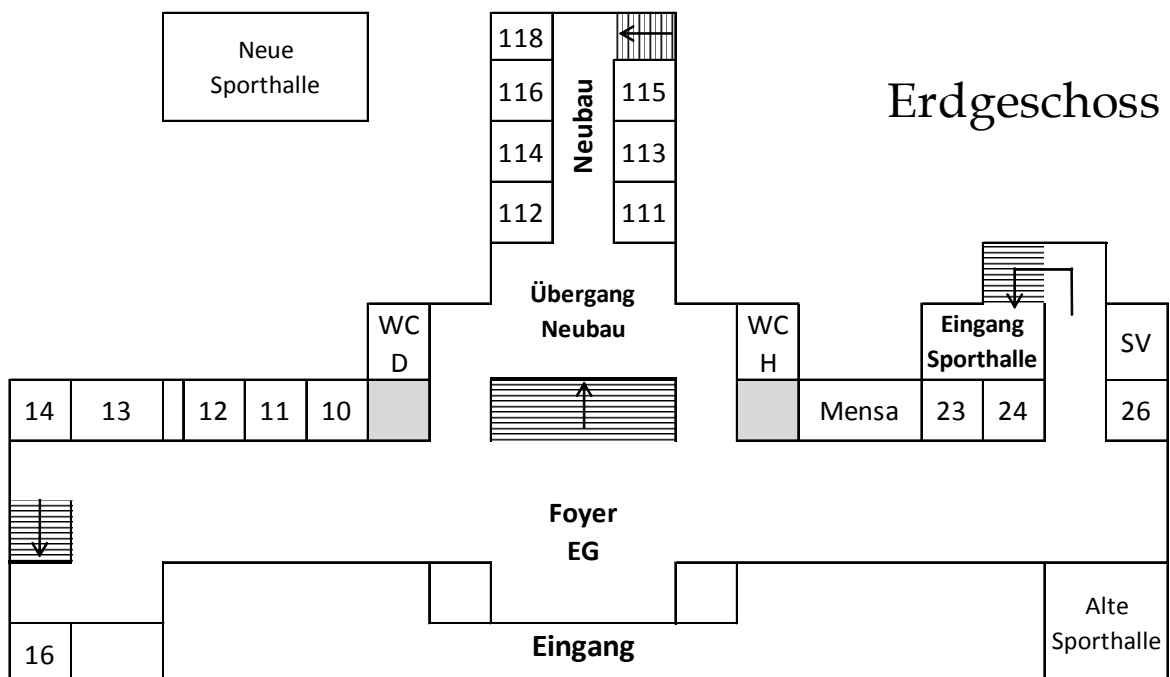 Neue
Sporthalle
118
116
114
112
Neubau
115
113
111
Erdgeschoss
Übergang
Neubau
WC
D
WC
H
Eingang
Sporthalle
SV
14
13
12
11
10
Mensa
23
24
26
Foyer
EG
Eingang
16
Alte
Sporthalle